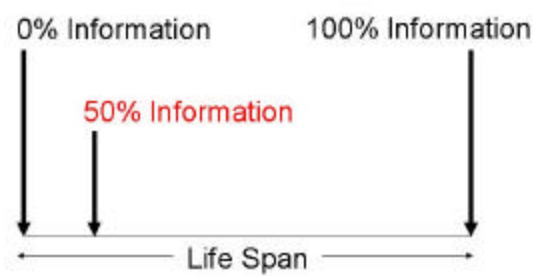 0% Information
100% Information
50% Information
Life Span